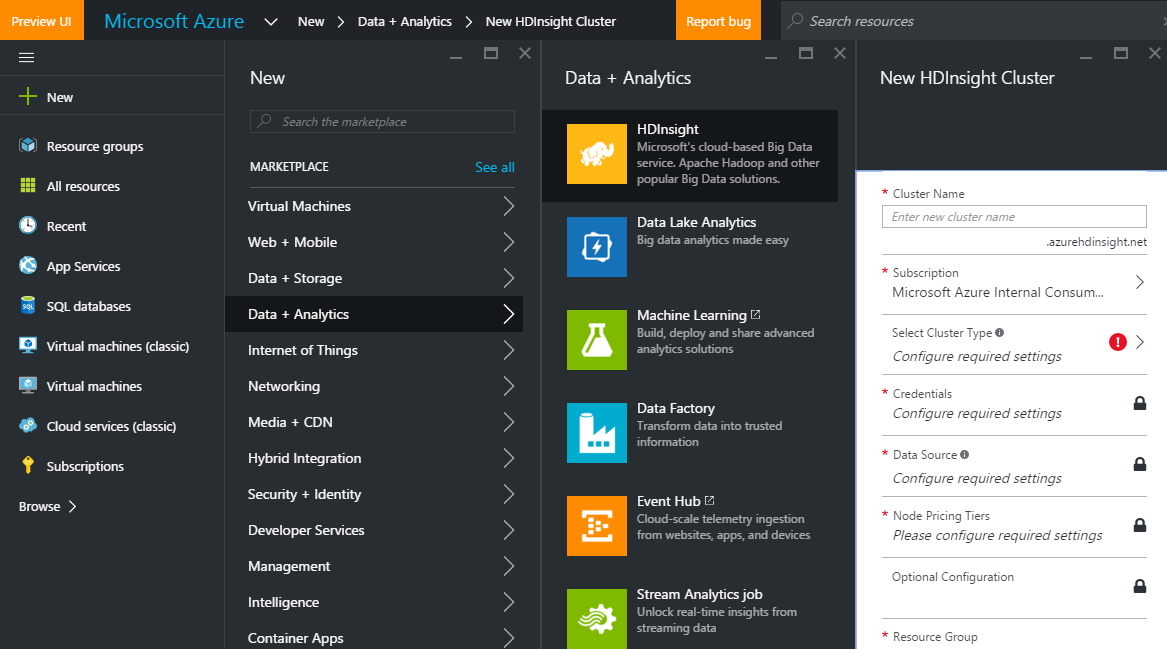 Preview UI
Microsoft Azure
New
Data + Analytics
New HDInsight Cluster
Report bug
Search resources
New
Resource groups
All resources
Recent
App Services
SQL databases
SQL
Virtual machines (classic)
Virtual machines
Cloud services (classic)
Subscriptions
Browse
New
Search the marketplace
MARKETPLACE
See all
Virtual Machines
Web + Mobile
Data + Storage
Data + Analytics
Internet of Things
Networking
Media + CDN
Hybrid Integration
Security + Identity
Developer Services
Management
Intelligence
Container Apps
Data + Analytics
HDInsight
Microsoft's cloud-based Big Data
service. Apache Hadoop and other
popular Big Data solutions.
Data Lake Analytics
Big data analytics made easy
Machine Learning
Build, deploy and share advanced
analytics solutions
Data Factory
Transform data into trusted
information
Event Hub
Cloud-scale telemetry ingestion
from websites, apps, and devices
Stream Analytics job
Unlock real-time insights from
streaming data
New HDInsight Cluster
* Cluster Name
Enter new cluster name
.azurehdinsight.net
* Subscription
Microsoft Azure Internal Consum...
Select Cluster Type
Configure required settings
* Credentials
Configure required settings
* Data Source
Configure required settings
* Node Pricing Tiers
Please configure required settings
Optional Configuration
* Resource Group